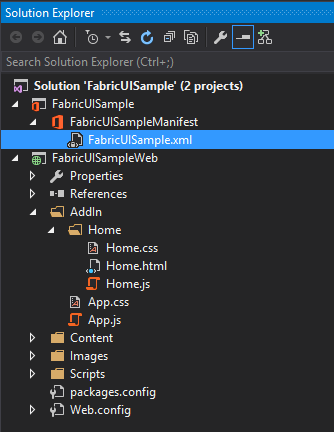 Solution Explorer
Search Solution Explorer (Ctrl+;)
Solution 'FabricUISample' (2 projects)
FabricUISample
FabricUISampleManifest
FabricUISample.xml
FabricUISampleWeb
Properties
References
AddIn
Home
Home.css
Home.html
Home.js
App.css
App.js
Content
Images
Scripts
packages.config
Web.config